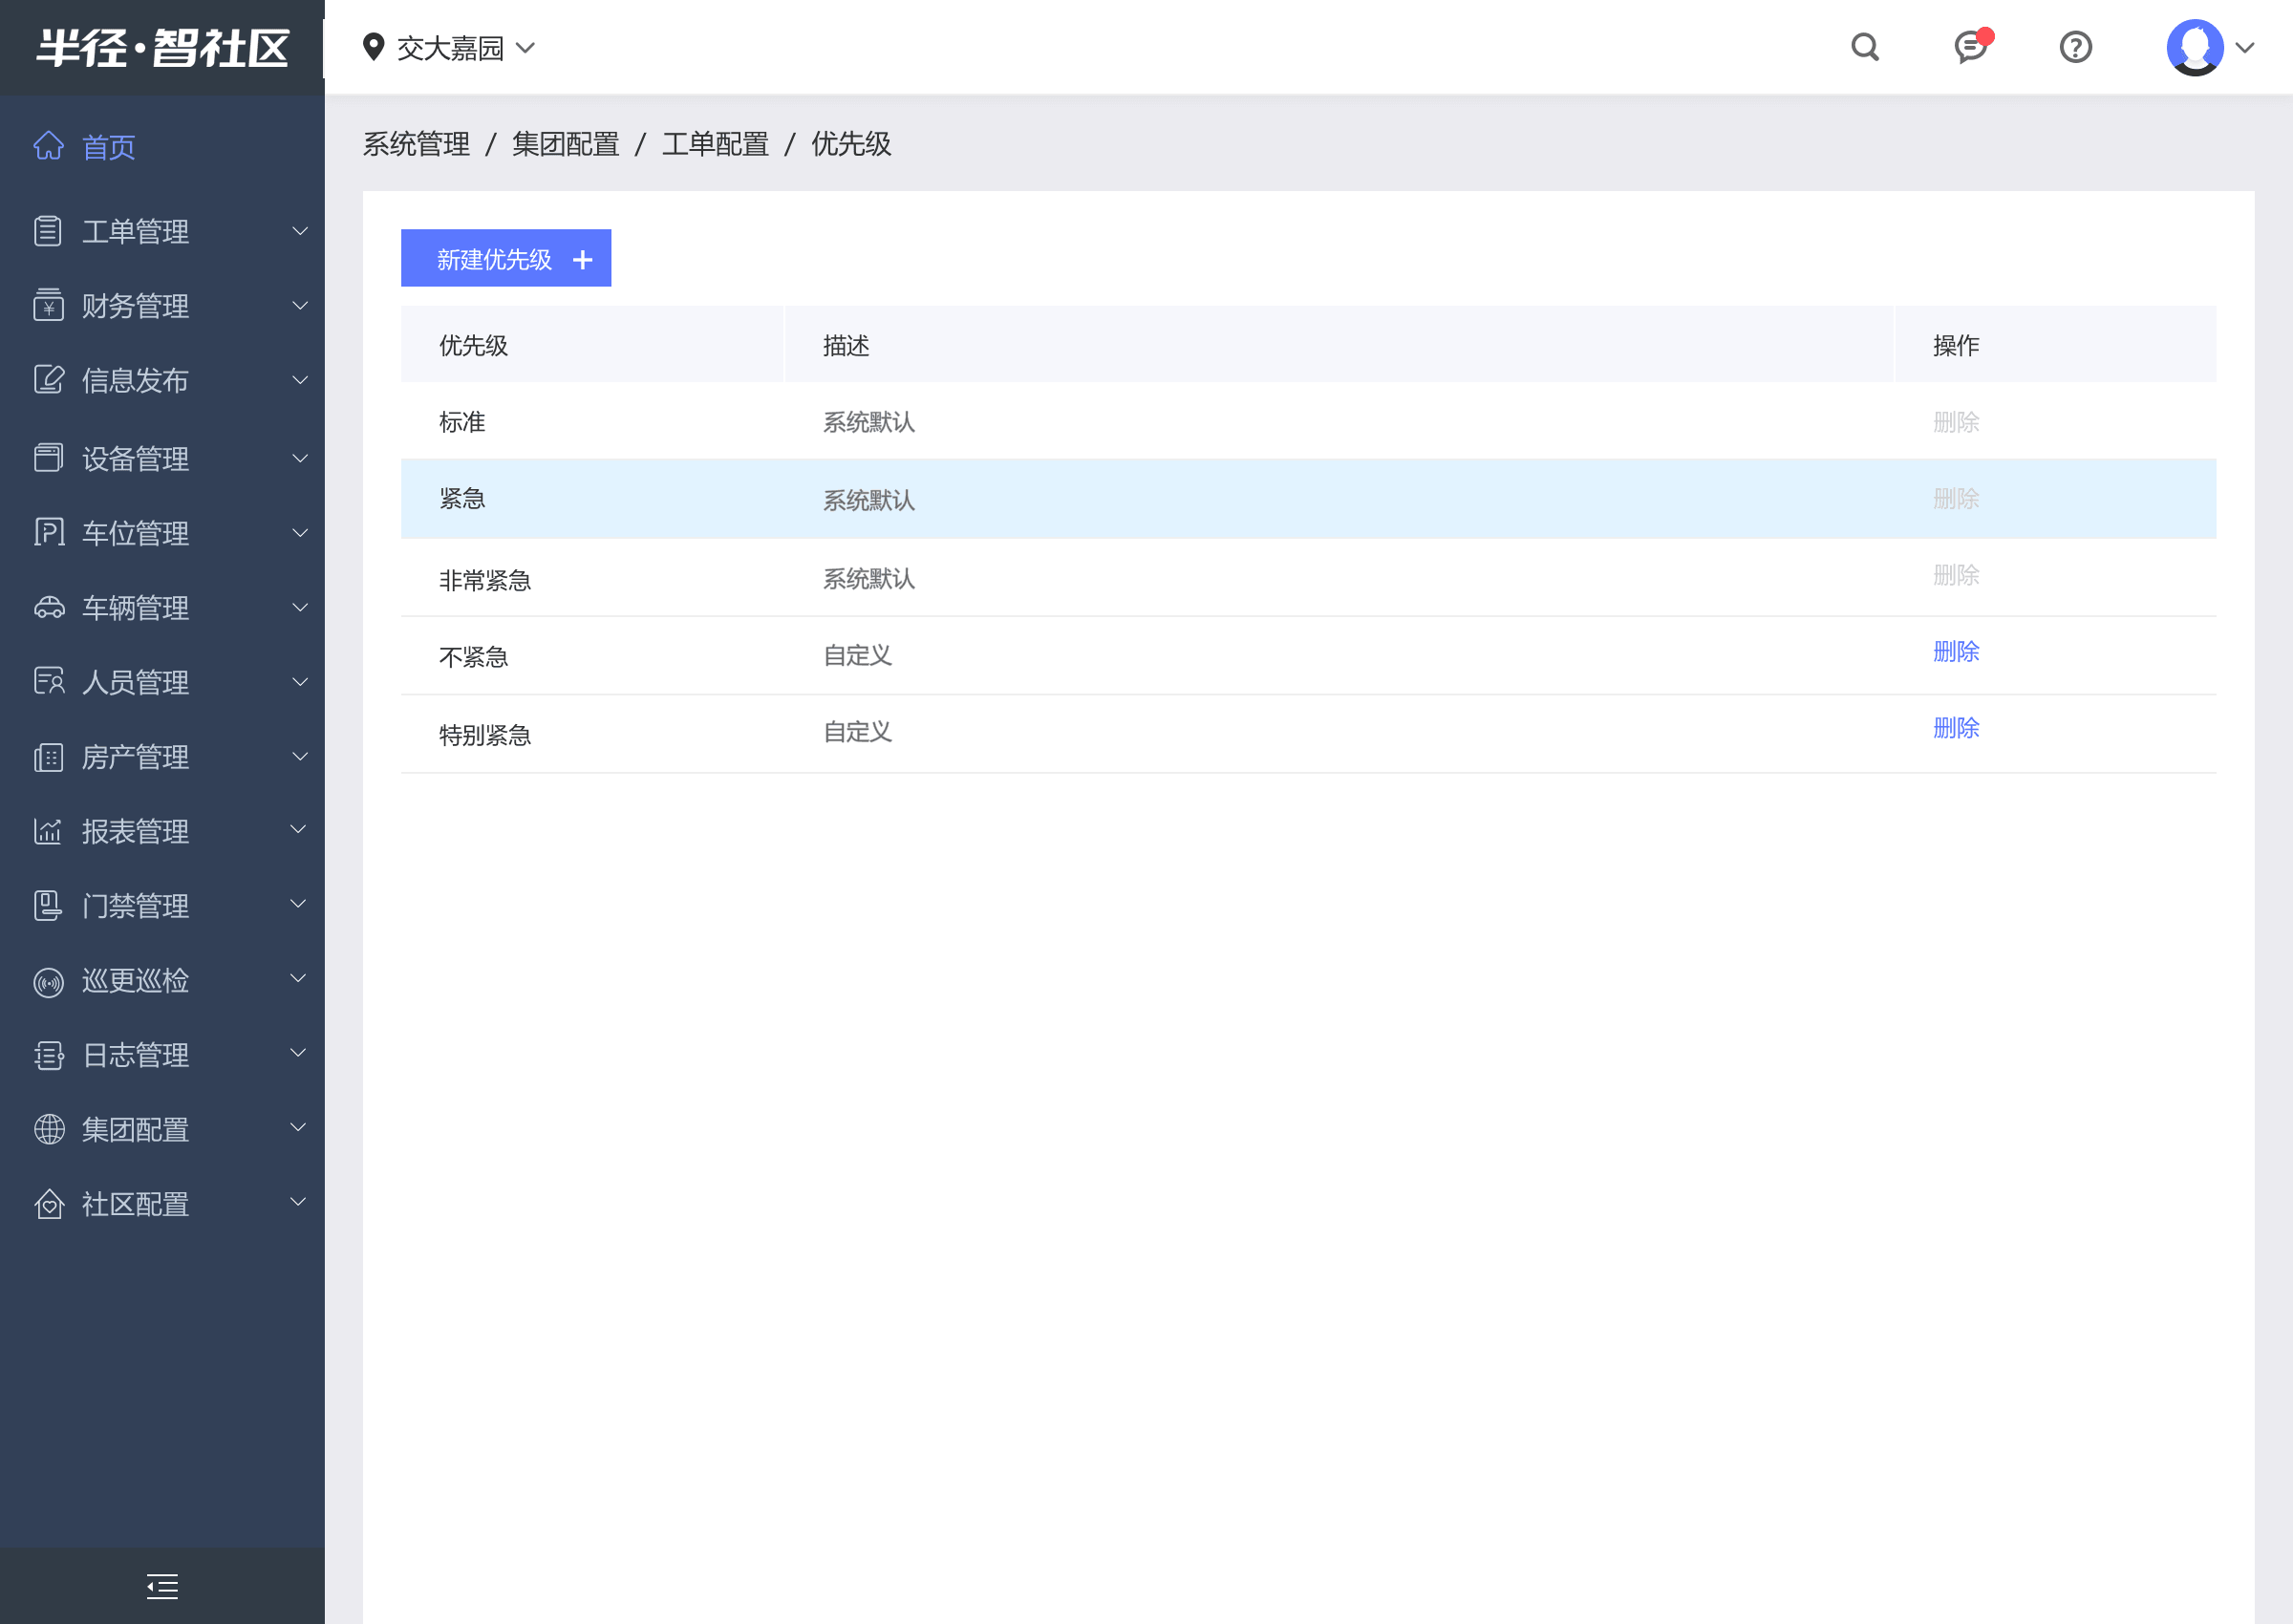 半径·智社区
交大嘉园
首页
工单管理
财务管理
信息发布
设备管理
车位管理
车辆管理
人员管理
房产管理
报表管理
门禁管理
巡更巡检
日志管理
集团配置
社区配置
系统管理 / 集团配置 / 工单配置 / 优先级
新建优先级 +
优先级 描述 操作
标准 系统默认 删除
紧急 系统默认 删除
非常紧急 系统默认 删除
不紧急 自定义 删除
特别紧急 自定义 删除